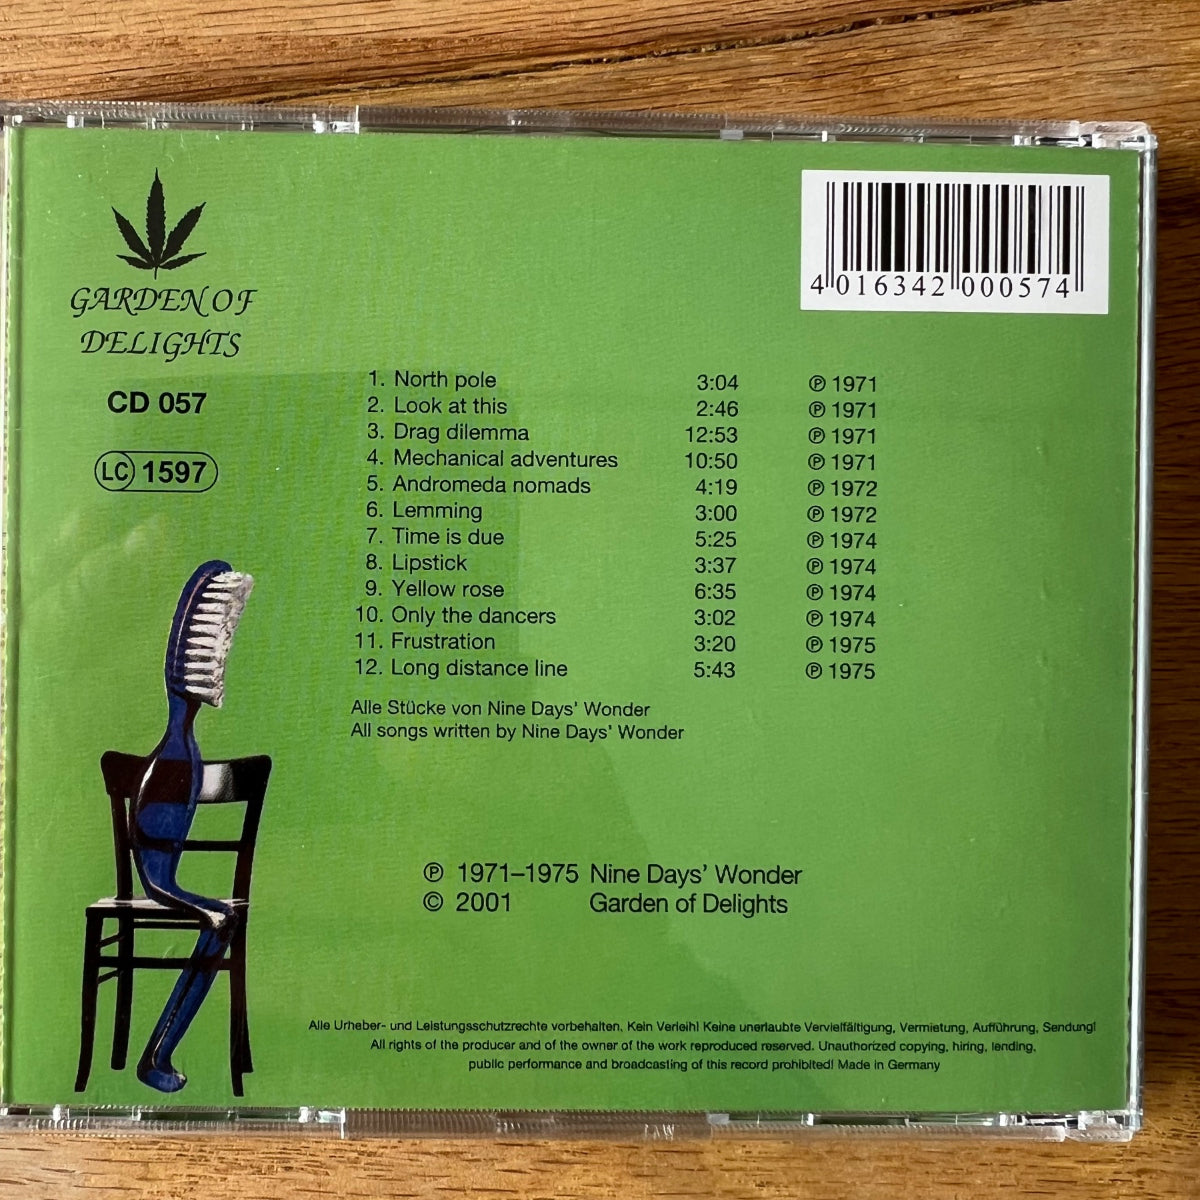 GARDEN OF
DELIGHTS
CD 057
LC 1597
4 016342 000574
1. North pole 3:04 ℗ 1971
2. Look at this 2:46 ℗ 1971
3. Drag dilemma 12:53 ℗ 1971
4. Mechanical adventures 10:50 ℗ 1971
5. Andromeda nomads 4:19 ℗ 1972
6. Lemming 3:00 ℗ 1972
7. Time is due 5:25 ℗ 1974
8. Lipstick 3:37 ℗ 1974
9. Yellow rose 6:35 ℗ 1974
10. Only the dancers 3:02 ℗ 1974
11. Frustration 3:20 ℗ 1975
12. Long distance line 5:43 ℗ 1975
Alle Stücke von Nine Days' Wonder
All songs written by Nine Days' Wonder
℗ 1971–1975 Nine Days' Wonder
© 2001 Garden of Delights
Alle Urheber- und Leistungsschutzrechte vorbehalten. Kein Verleih! Keine unerlaubte Vervielfältigung, Vermietung, Aufführung, Sendung!
All rights of the producer and of the owner of the work reproduced reserved. Unauthorized copying, hiring, lending,
public performance and broadcasting of this record prohibited! Made in Germany